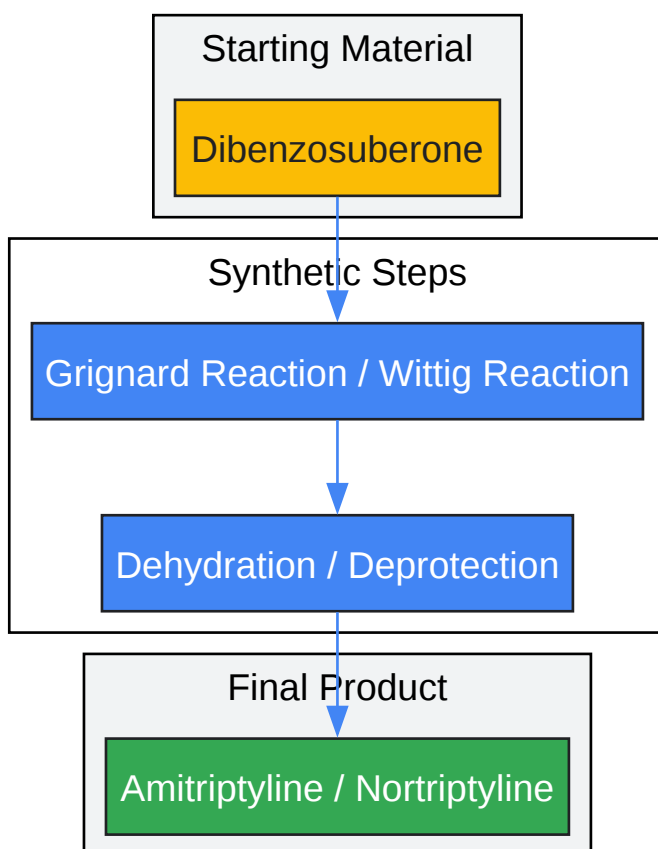 Starting Material
Dibenzosuberone
Synthetic Steps
Grignard Reaction / Wittig Reaction
Dehydration / Deprotection
Final Product
Amitriptyline / Nortriptyline